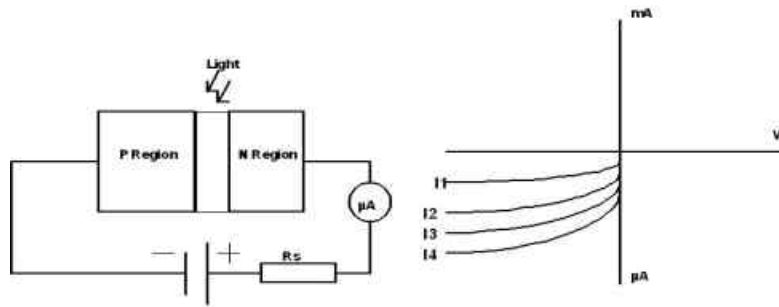 Light
P Region
N Region
µA
− +
Rs
mA
V
I1
I2
I3
I4
µA